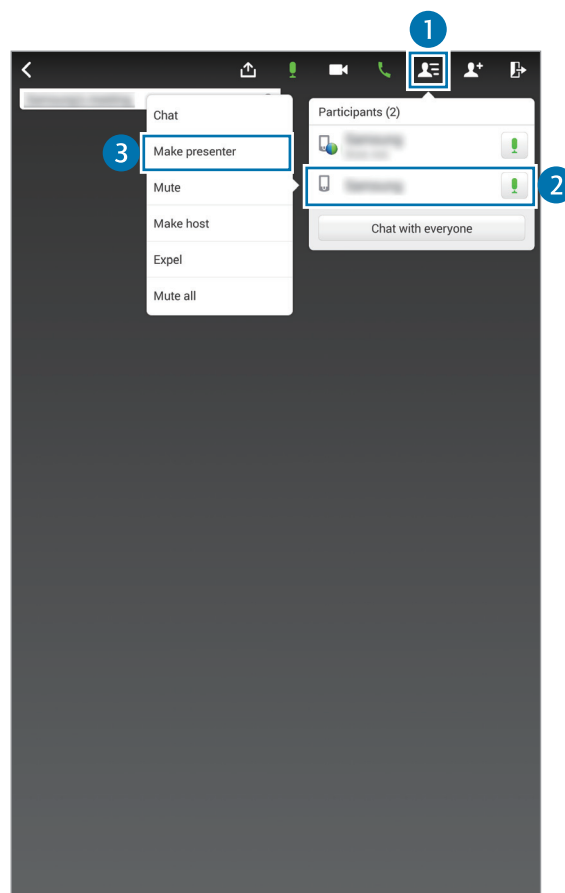 1
Participants (2)
Chat
3
Make presenter
2
Mute
Make host
Chat with everyone
Expel
Mute all